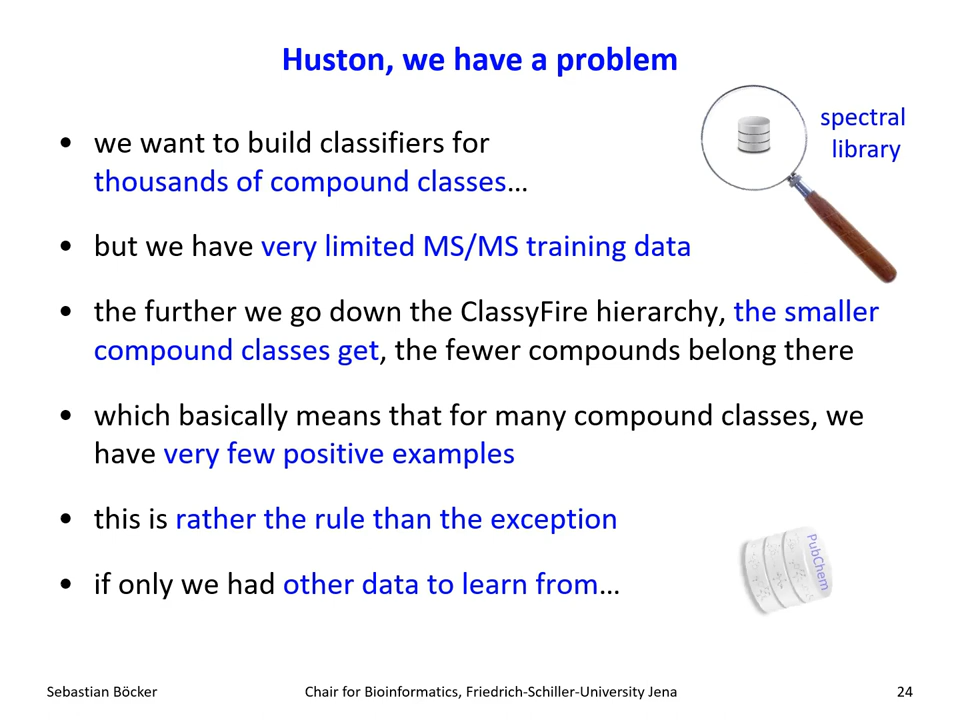 Huston, we have a problem
spectral
library
• we want to build classifiers for
thousands of compound classes…
• but we have very limited MS/MS training data
• the further we go down the ClassyFire hierarchy, the smaller
compound classes get, the fewer compounds belong there
• which basically means that for many compound classes, we
have very few positive examples
• this is rather the rule than the exception
• if only we had other data to learn from…
PubChem
Sebastian Böcker
Chair for Bioinformatics, Friedrich-Schiller-University Jena
24